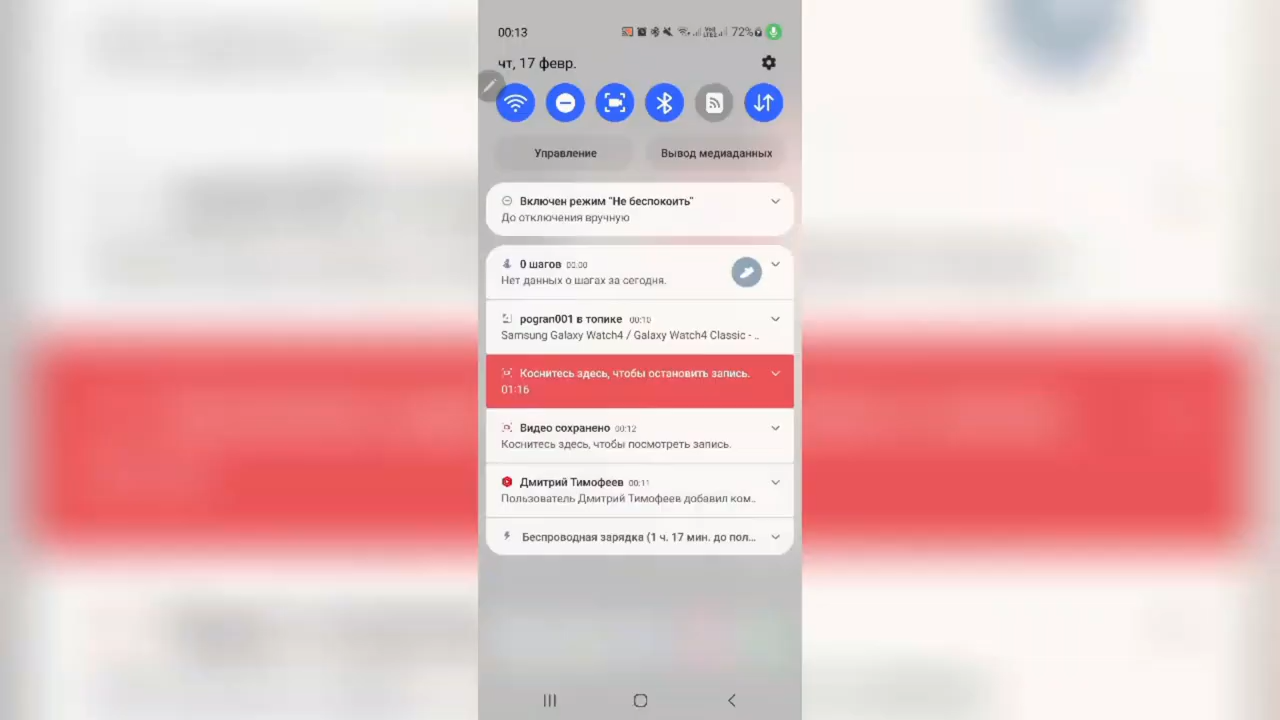 00:13
72%
чт, 17 февр.
Управление
Вывод медиаданных
Включен режим "Не беспокоить"
До отключения вручную
0 шагов 00:00
Нет данных о шагах за сегодня.
pogran001 в топике 00:10
Samsung Galaxy Watch4 / Galaxy Watch4 Classic - ..
Коснитесь здесь, чтобы остановить запись.
01:16
Видео сохранено 00:12
Коснитесь здесь, чтобы посмотреть запись.
Дмитрий Тимофеев 00:11
Пользователь Дмитрий Тимофеев добавил ком..
Беспроводная зарядка (1 ч. 17 мин. до пол...